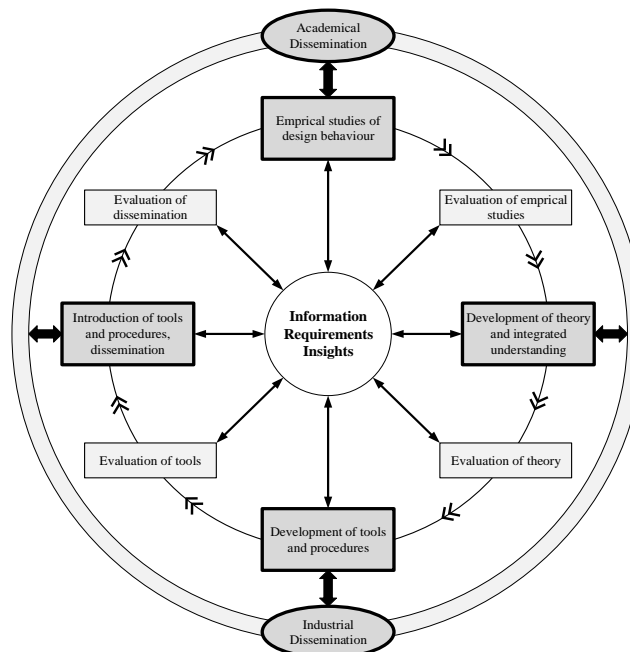 Academical
Dissemination
Emprical studies of
design behaviour
Evaluation of
dissemination
Evaluation of emprical
studies
Introduction of tools
and procedures,
dissemination
Information
Requirements
Insights
Development of theory
and integrated
understanding
Evaluation of tools
Evaluation of theory
Development of tools
and procedures
Industrial
Dissemination